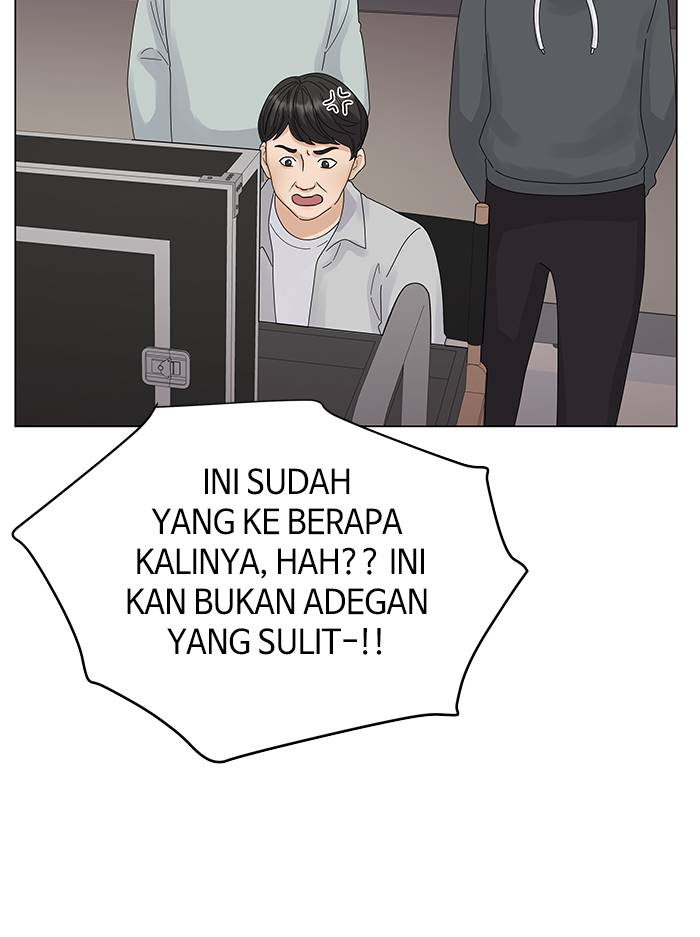 INI SUDAH
YANG KE BERAPA
KALINYA, HAH?? INI
KAN BUKAN ADEGAN
YANG SULIT-!!